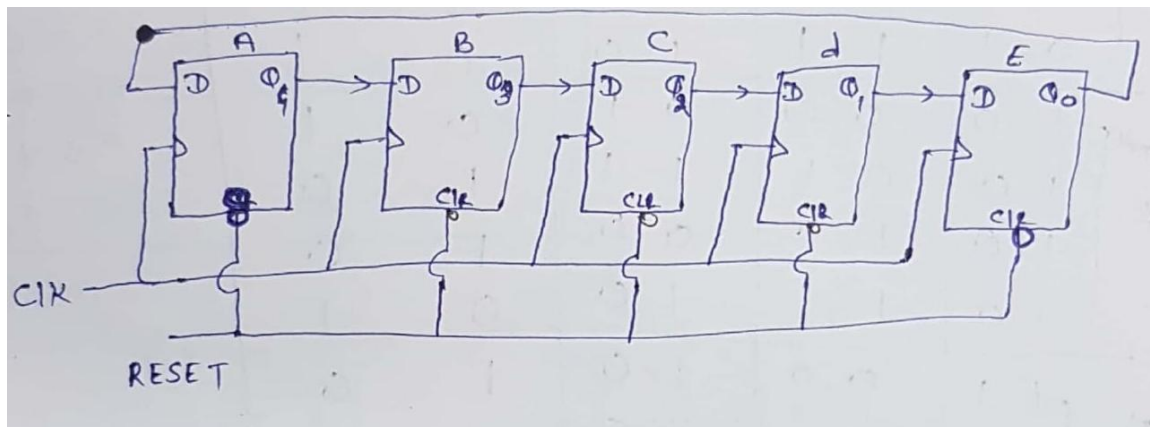 A B C d E
D Q4 D Q3 D Q2 D Q1 D Q0
CLR CLR CLR CLR
CLK
RESET